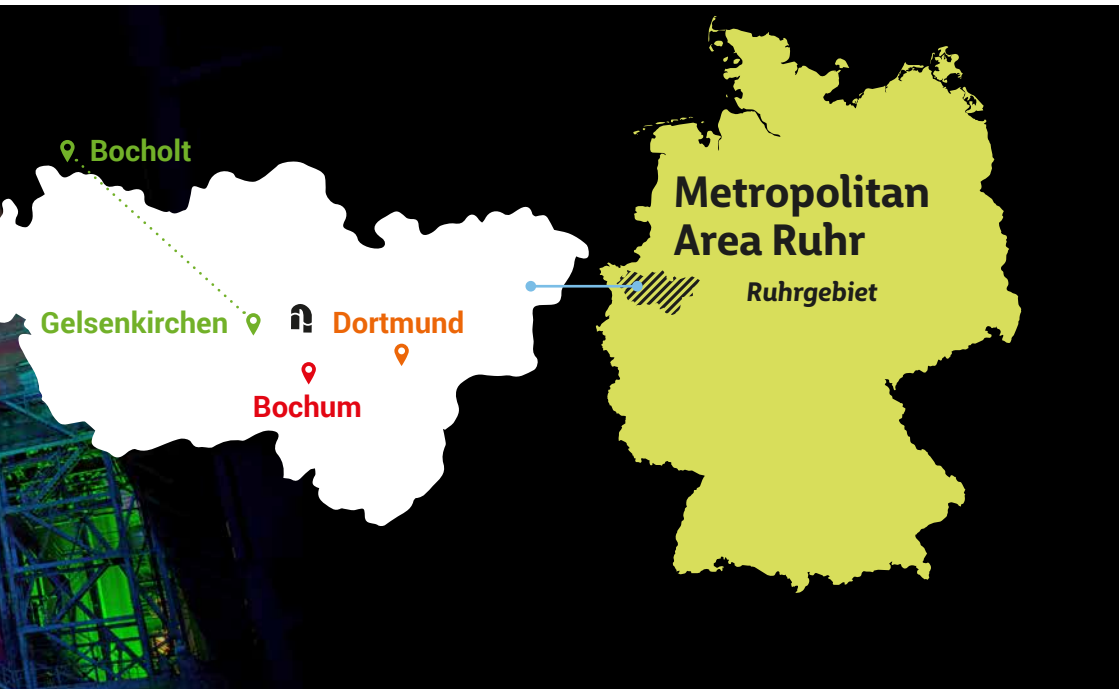 Bocholt
Metropolitan
Area Ruhr
Ruhrgebiet
Gelsenkirchen
Dortmund
Bochum